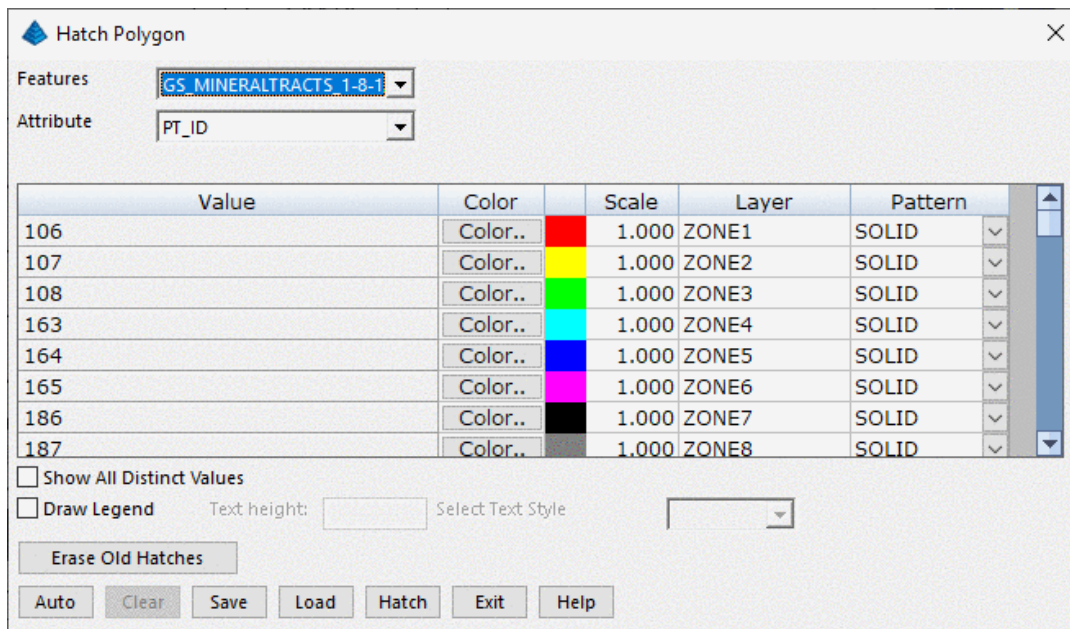 Hatch Polygon
Features GS_MINERALTRACTS_1-8-1
Attribute PT_ID
Value Color Scale Layer Pattern
106 Color.. 1.000 ZONE1 SOLID
107 Color.. 1.000 ZONE2 SOLID
108 Color.. 1.000 ZONE3 SOLID
163 Color.. 1.000 ZONE4 SOLID
164 Color.. 1.000 ZONE5 SOLID
165 Color.. 1.000 ZONE6 SOLID
186 Color.. 1.000 ZONE7 SOLID
187 Color.. 1.000 ZONE8 SOLID
Show All Distinct Values
Draw Legend Text height: Select Text Style
Erase Old Hatches
Auto Clear Save Load Hatch Exit Help